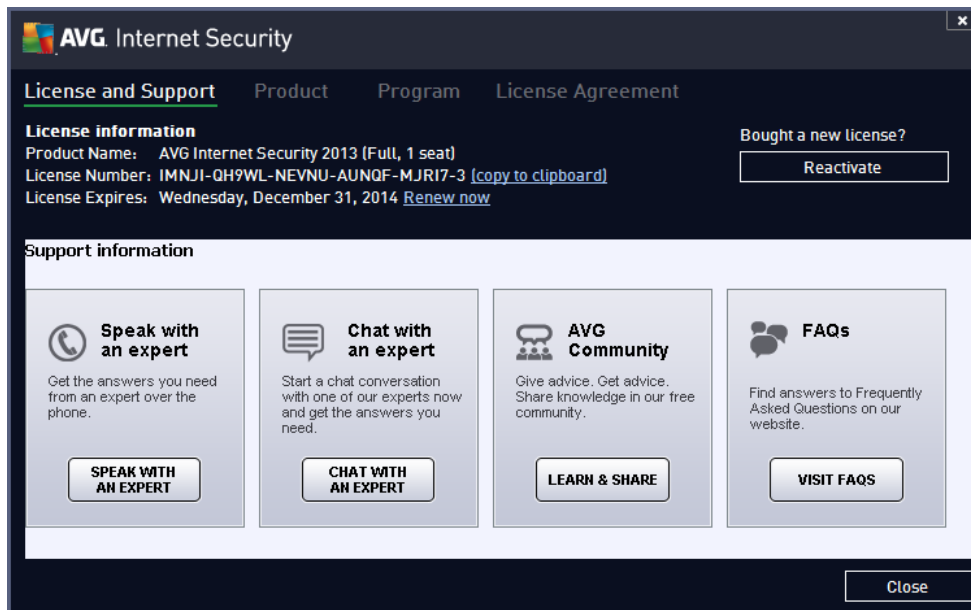 AVG. Internet Security
License and Support Product Program License Agreement
License information
Product Name: AVG Internet Security 2013 (Full, 1 seat)
License Number: IMNJI-QH9WL-NEVNU-AUNQF-MJRI7-3 (copy to clipboard)
License Expires: Wednesday, December 31, 2014 Renew now
Bought a new license?
Reactivate
Support information
Speak with
an expert
Get the answers you need
from an expert over the
phone.
SPEAK WITH
AN EXPERT
Chat with
an expert
Start a chat conversation
with one of our experts now
and get the answers you
need.
CHAT WITH
AN EXPERT
AVG
Community
Give advice. Get advice.
Share knowledge in our free
community.
LEARN & SHARE
FAQs
Find answers to Frequently
Asked Questions on our
website.
VISIT FAQS
Close